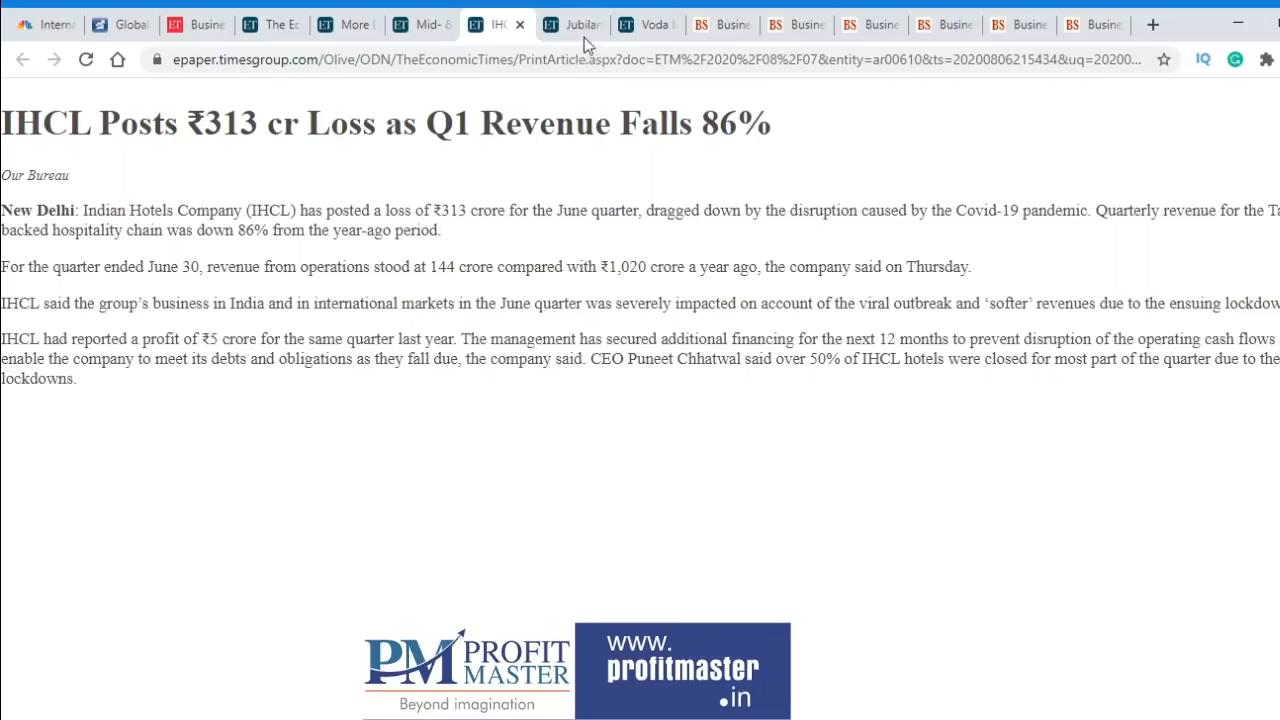 Interna
Global
Busine
The Ec
More
Mid- &
IHC
Jubilan
Voda I
Busine
Busine
Busine
Busine
Busine
Busine
epaper.timesgroup.com/Olive/ODN/TheEconomicTimes/PrintArticle.aspx?doc=ETM%2F2020%2F08%2F07&entity=ar00610&ts=20200806215434&uq=20200...
IHCL Posts ₹313 cr Loss as Q1 Revenue Falls 86%
Our Bureau
New Delhi: Indian Hotels Company (IHCL) has posted a loss of ₹313 crore for the June quarter, dragged down by the disruption caused by the Covid-19 pandemic. Quarterly revenue for the Ta
backed hospitality chain was down 86% from the year-ago period.
For the quarter ended June 30, revenue from operations stood at 144 crore compared with ₹1,020 crore a year ago, the company said on Thursday.
IHCL said the group's business in India and in international markets in the June quarter was severely impacted on account of the viral outbreak and ‘softer’ revenues due to the ensuing lockdow
IHCL had reported a profit of ₹5 crore for the same quarter last year. The management has secured additional financing for the next 12 months to prevent disruption of the operating cash flows
enable the company to meet its debts and obligations as they fall due, the company said. CEO Puneet Chhatwal said over 50% of IHCL hotels were closed for most part of the quarter due to the
lockdowns.
PM PROFIT MASTER
Beyond imagination
www.
profitmaster
.in